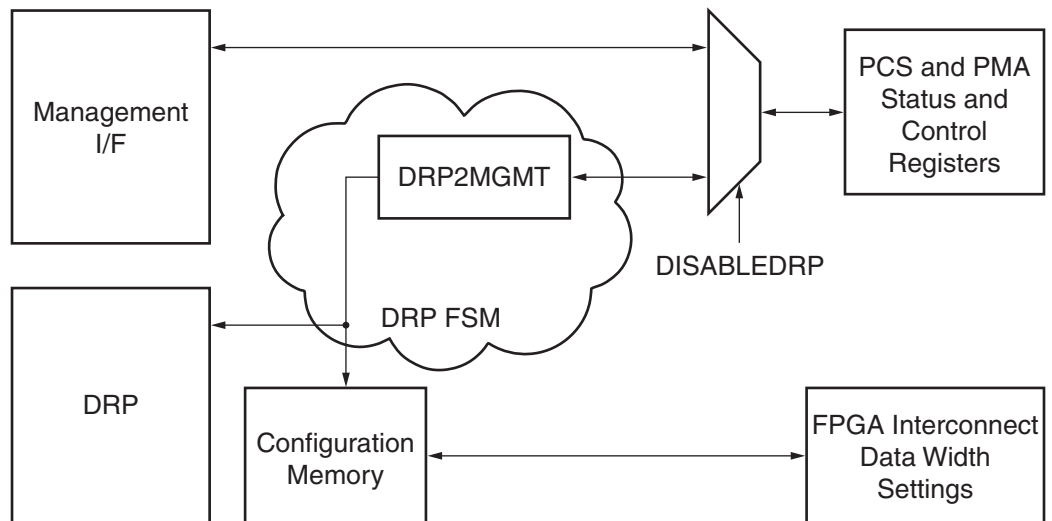 Management
I/F
PCS and PMA
Status and
Control
Registers
DRP2MGMT
DISABLEDRP
DRP FSM
DRP
Configuration
Memory
FPGA Interconnect
Data Width
Settings